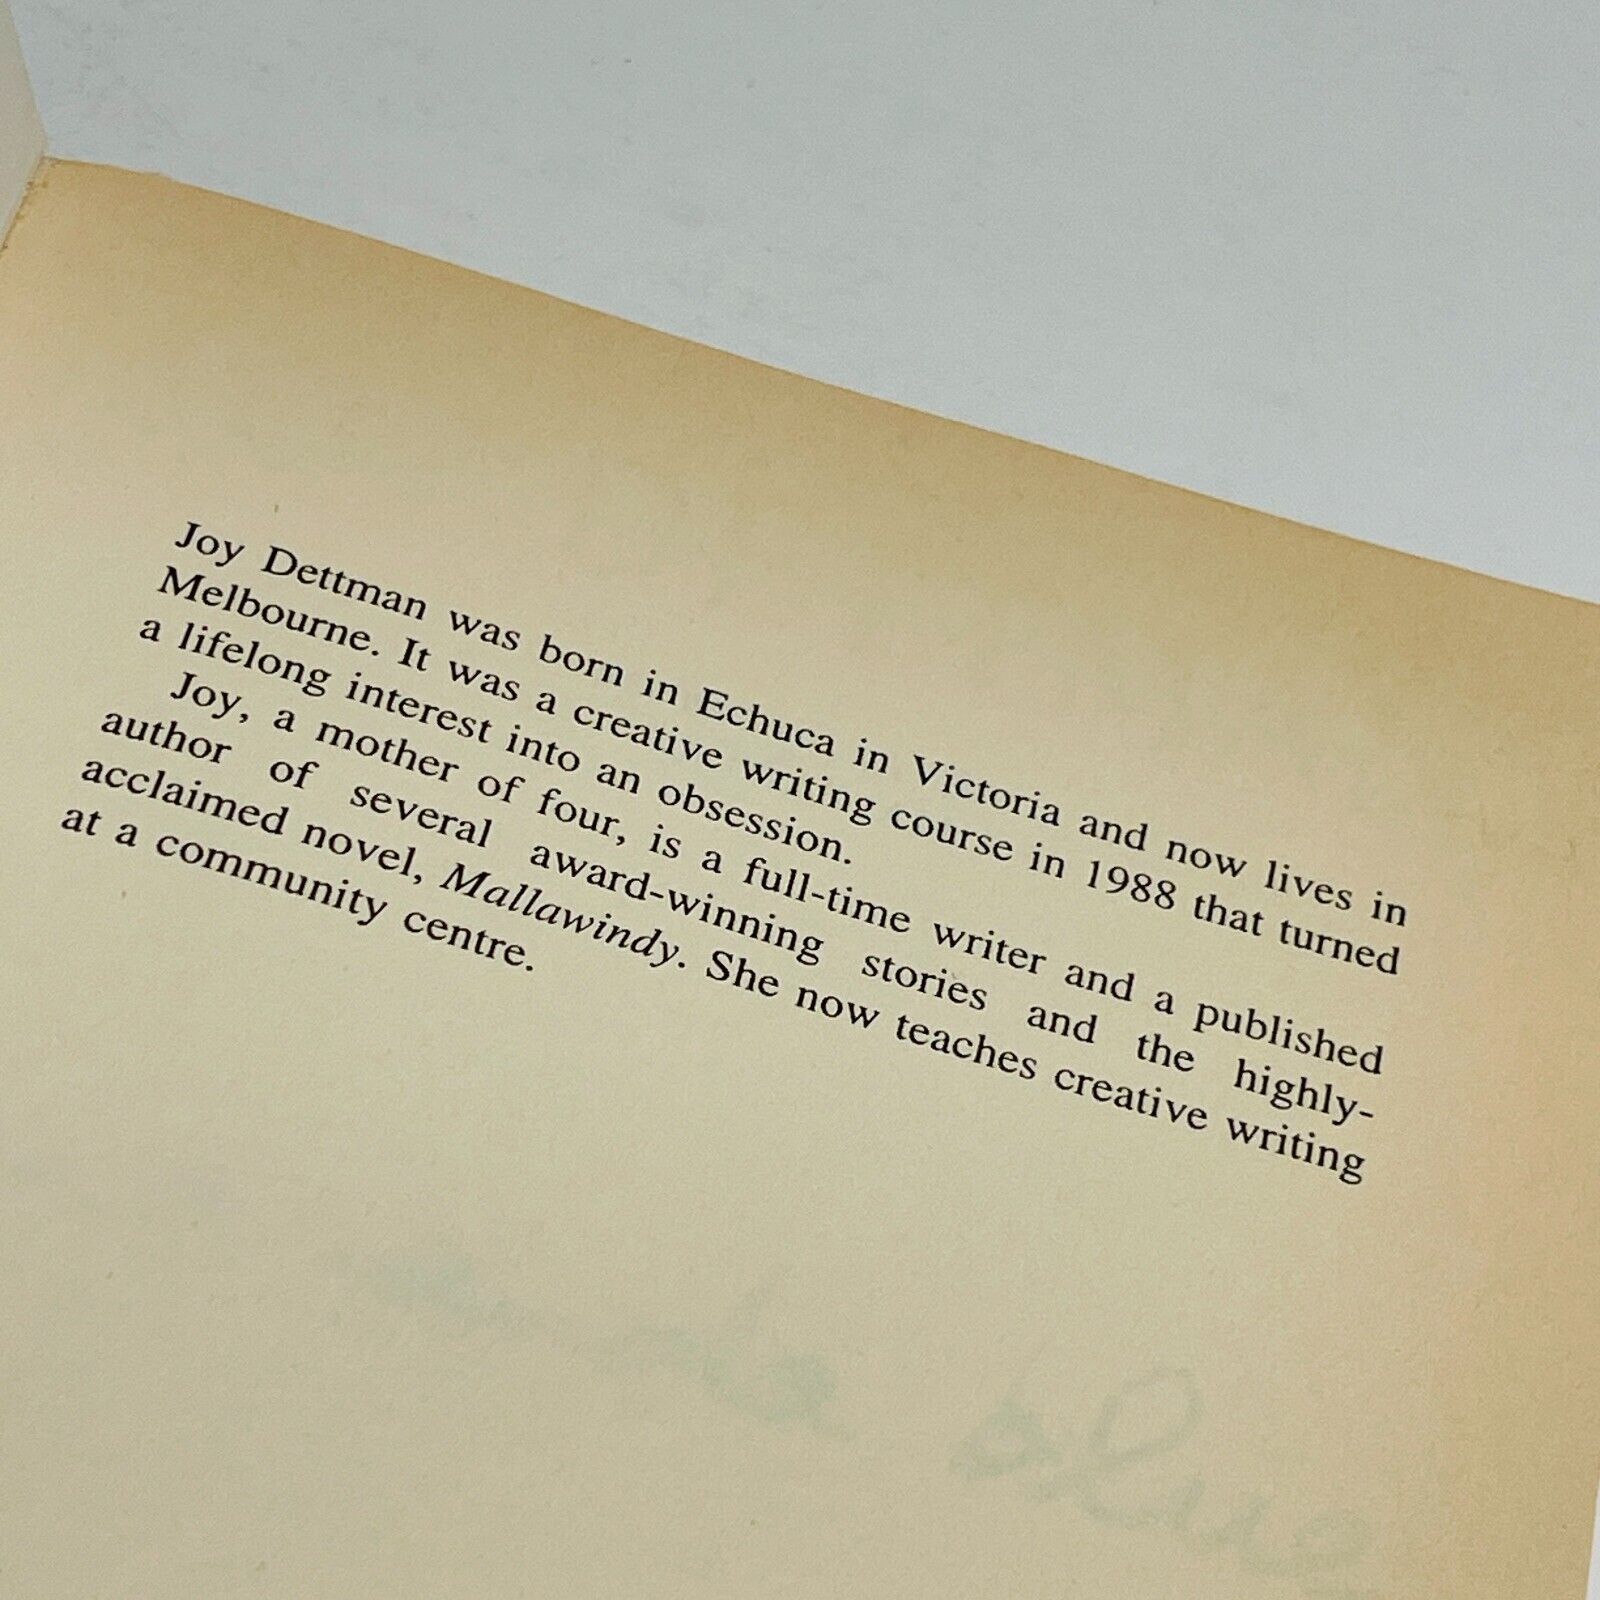 Joy Dettman was born in Echuca in Victoria and now lives in
Melbourne. It was a creative writing course in 1988 that turned
a lifelong interest into an obsession.
Joy, a mother of four, is a full-time writer and a published
author of several award-winning stories and the highly-
acclaimed novel, Mallawindy. She now teaches creative writing
at a community centre.